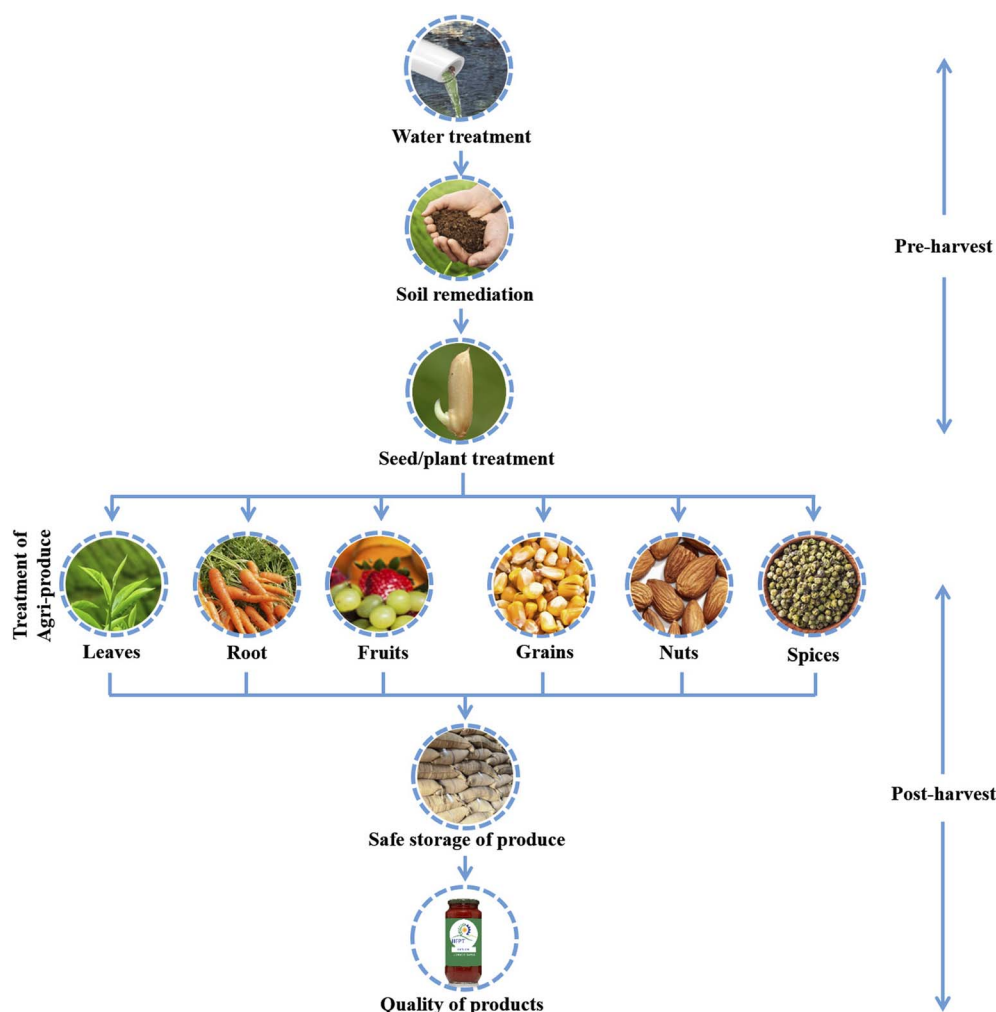 Water treatment
Soil remediation
Pre-harvest
Seed/plant treatment
Treatment of
Agri-produce
Leaves
Root
Fruits
Grains
Nuts
Spices
Safe storage of produce
Post-harvest
Quality of products